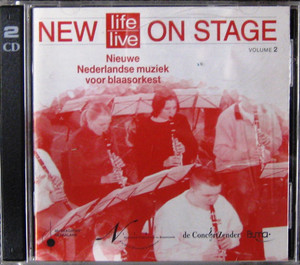 2
CD
NEW life live ON STAGE
VOLUME 2
Nieuwe
Nederlandse muziek
voor blaasorkest
de Concertzender